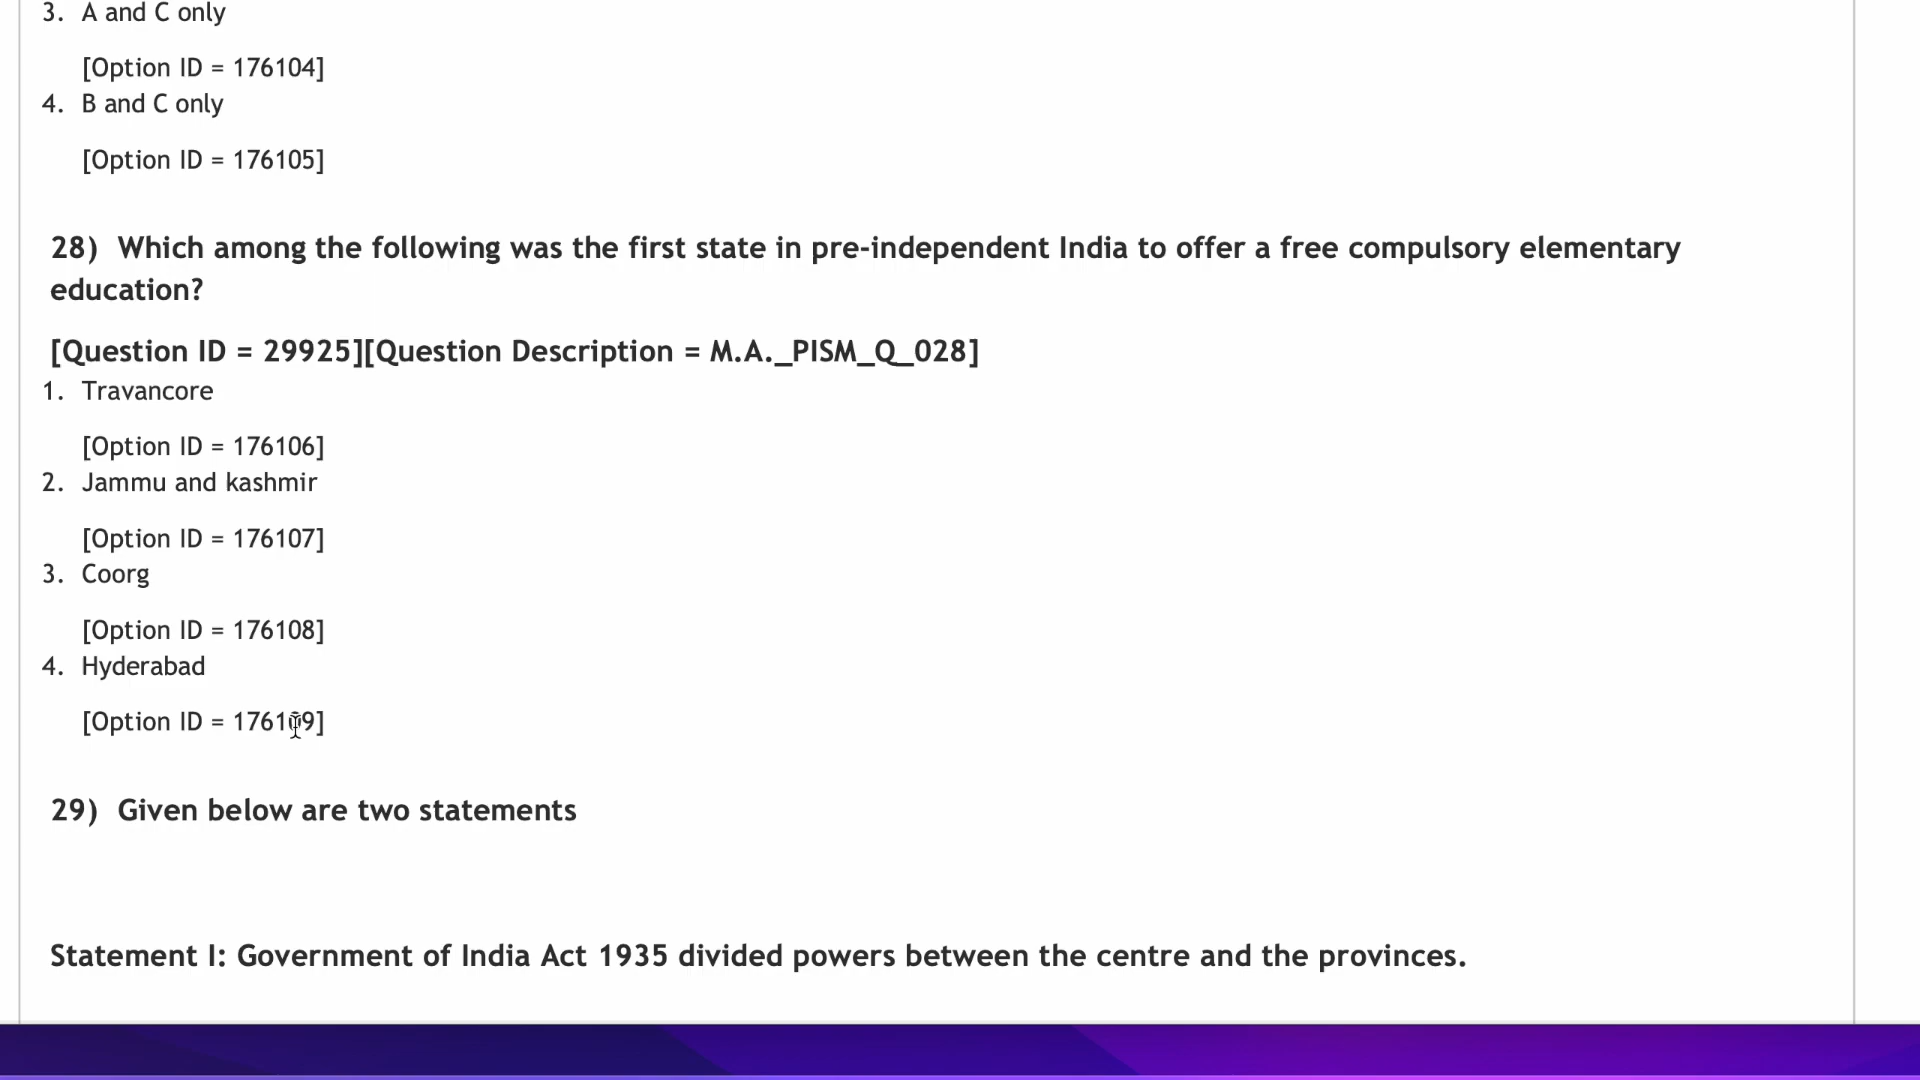 3. A and C only
[Option ID = 176104]
4. B and C only
[Option ID = 176105]
28) Which among the following was the first state in pre-independent India to offer a free compulsory elementary
education?
[Question ID = 29925][Question Description = M.A._PISM_Q_028]
1. Travancore
[Option ID = 176106]
2. Jammu and kashmir
[Option ID = 176107]
3. Coorg
[Option ID = 176108]
4. Hyderabad
[Option ID = 176109]
29) Given below are two statements
Statement I: Government of India Act 1935 divided powers between the centre and the provinces.